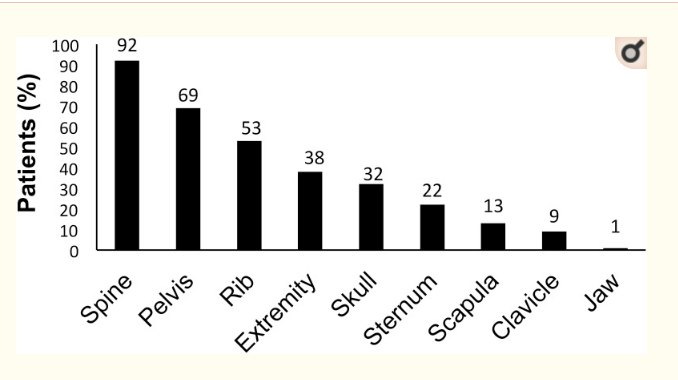 Patients (%)
100
90
80
70
60
50
40
30
20
10
0
92
69
53
38
32
22
13
9
1
Spine
Pelvis
Rib
Extremity
Skull
Sternum
Scapula
Clavicle
Jaw